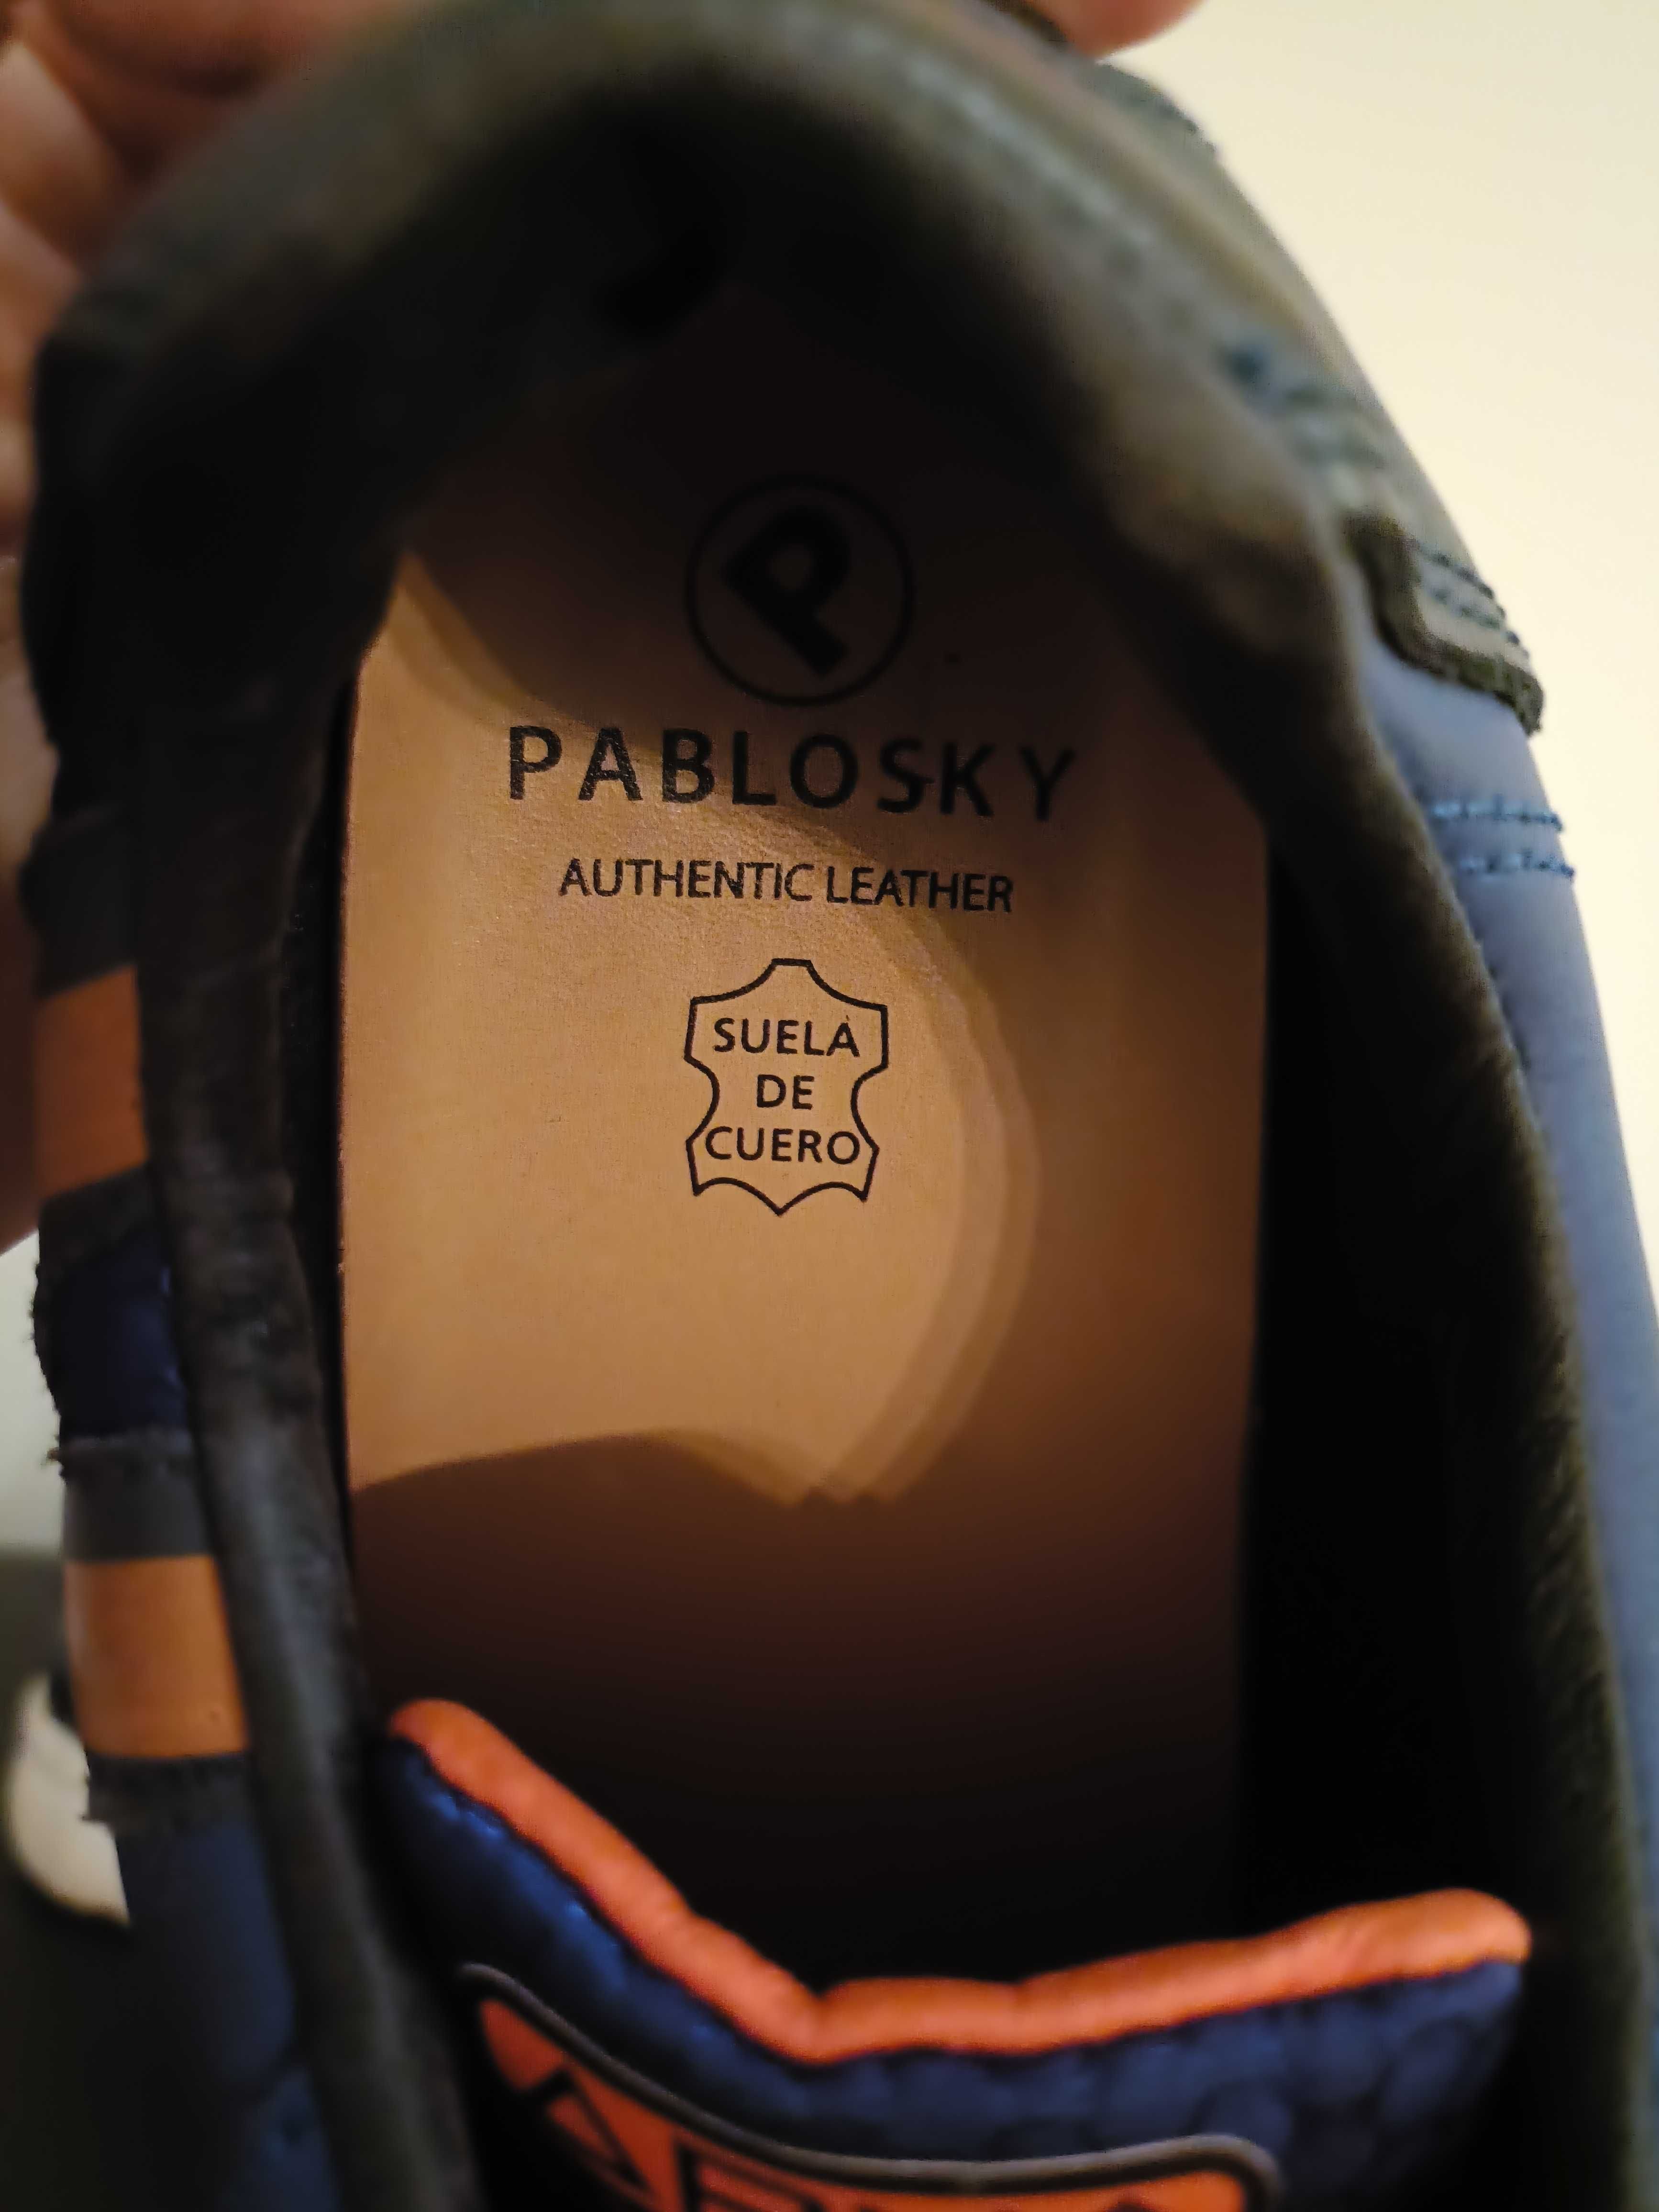 P
PABLOSKY
AUTHENTIC LEATHER
SUELA
DE
CUERO